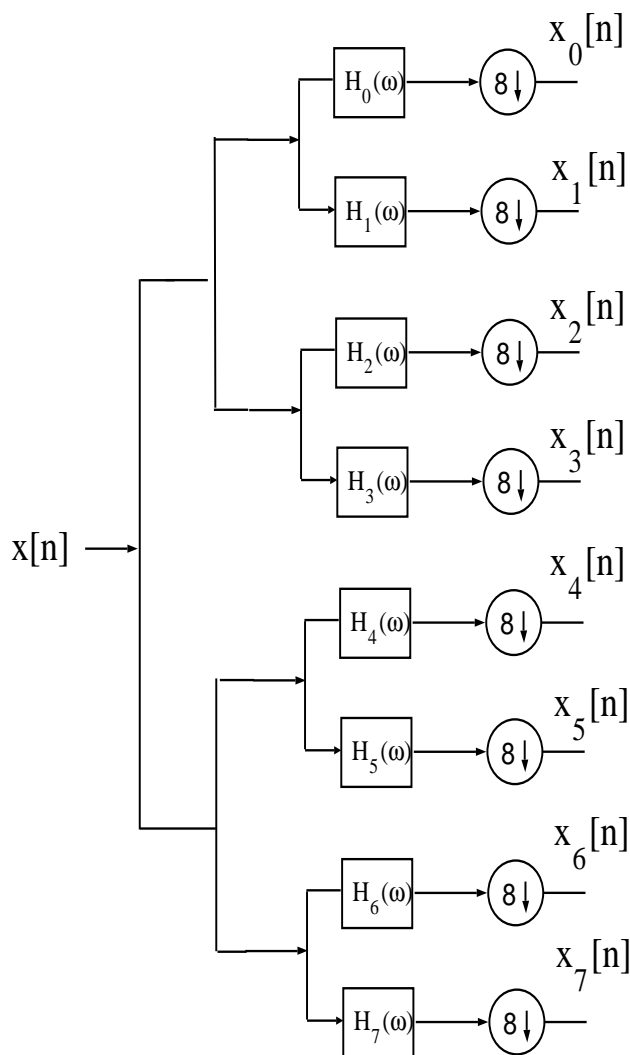 x₀[n]
H₀(ω) 8↓
x₁[n]
H₁(ω) 8↓
x₂[n]
H₂(ω) 8↓
x₃[n]
H₃(ω) 8↓
x[n]
x₄[n]
H₄(ω) 8↓
x₅[n]
H₅(ω) 8↓
x₆[n]
H₆(ω) 8↓
x₇[n]
H₇(ω) 8↓